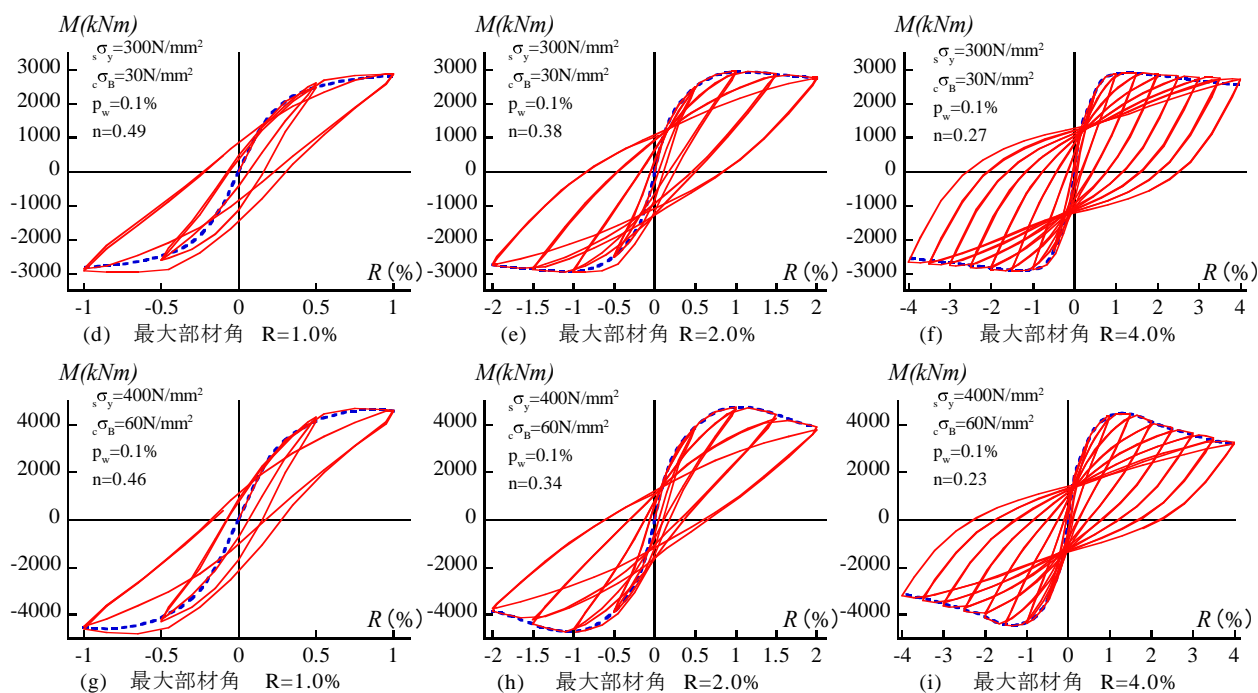 M(kNm)
sσy=300N/mm²
cσB=30N/mm²
pw=0.1%
n=0.49
3000
2000
1000
0
-1000
-2000
-3000
R(%)
-1 -0.5 0 0.5 1
(d) 最大部材角 R=1.0%
M(kNm)
sσy=300N/mm²
cσB=30N/mm²
pw=0.1%
n=0.38
3000
2000
1000
0
-1000
-2000
-3000
R(%)
-2 -1.5 -1 -0.5 0 0.5 1 1.5 2
(e) 最大部材角 R=2.0%
M(kNm)
sσy=300N/mm²
cσB=30N/mm²
pw=0.1%
n=0.27
3000
2000
1000
0
-1000
-2000
-3000
R(%)
-4 -3 -2 -1 0 1 2 3 4
(f) 最大部材角 R=4.0%
M(kNm)
sσy=400N/mm²
cσB=60N/mm²
pw=0.1%
n=0.46
4000
2000
0
-2000
-4000
R(%)
-1 -0.5 0 0.5 1
(g) 最大部材角 R=1.0%
M(kNm)
sσy=400N/mm²
cσB=60N/mm²
pw=0.1%
n=0.34
4000
2000
0
-2000
-4000
R(%)
-2 -1.5 -1 -0.5 0 0.5 1 1.5 2
(h) 最大部材角 R=2.0%
M(kNm)
sσy=400N/mm²
cσB=60N/mm²
pw=0.1%
n=0.23
4000
2000
0
-2000
-4000
R(%)
-4 -3 -2 -1 0 1 2 3 4
(i) 最大部材角 R=4.0%